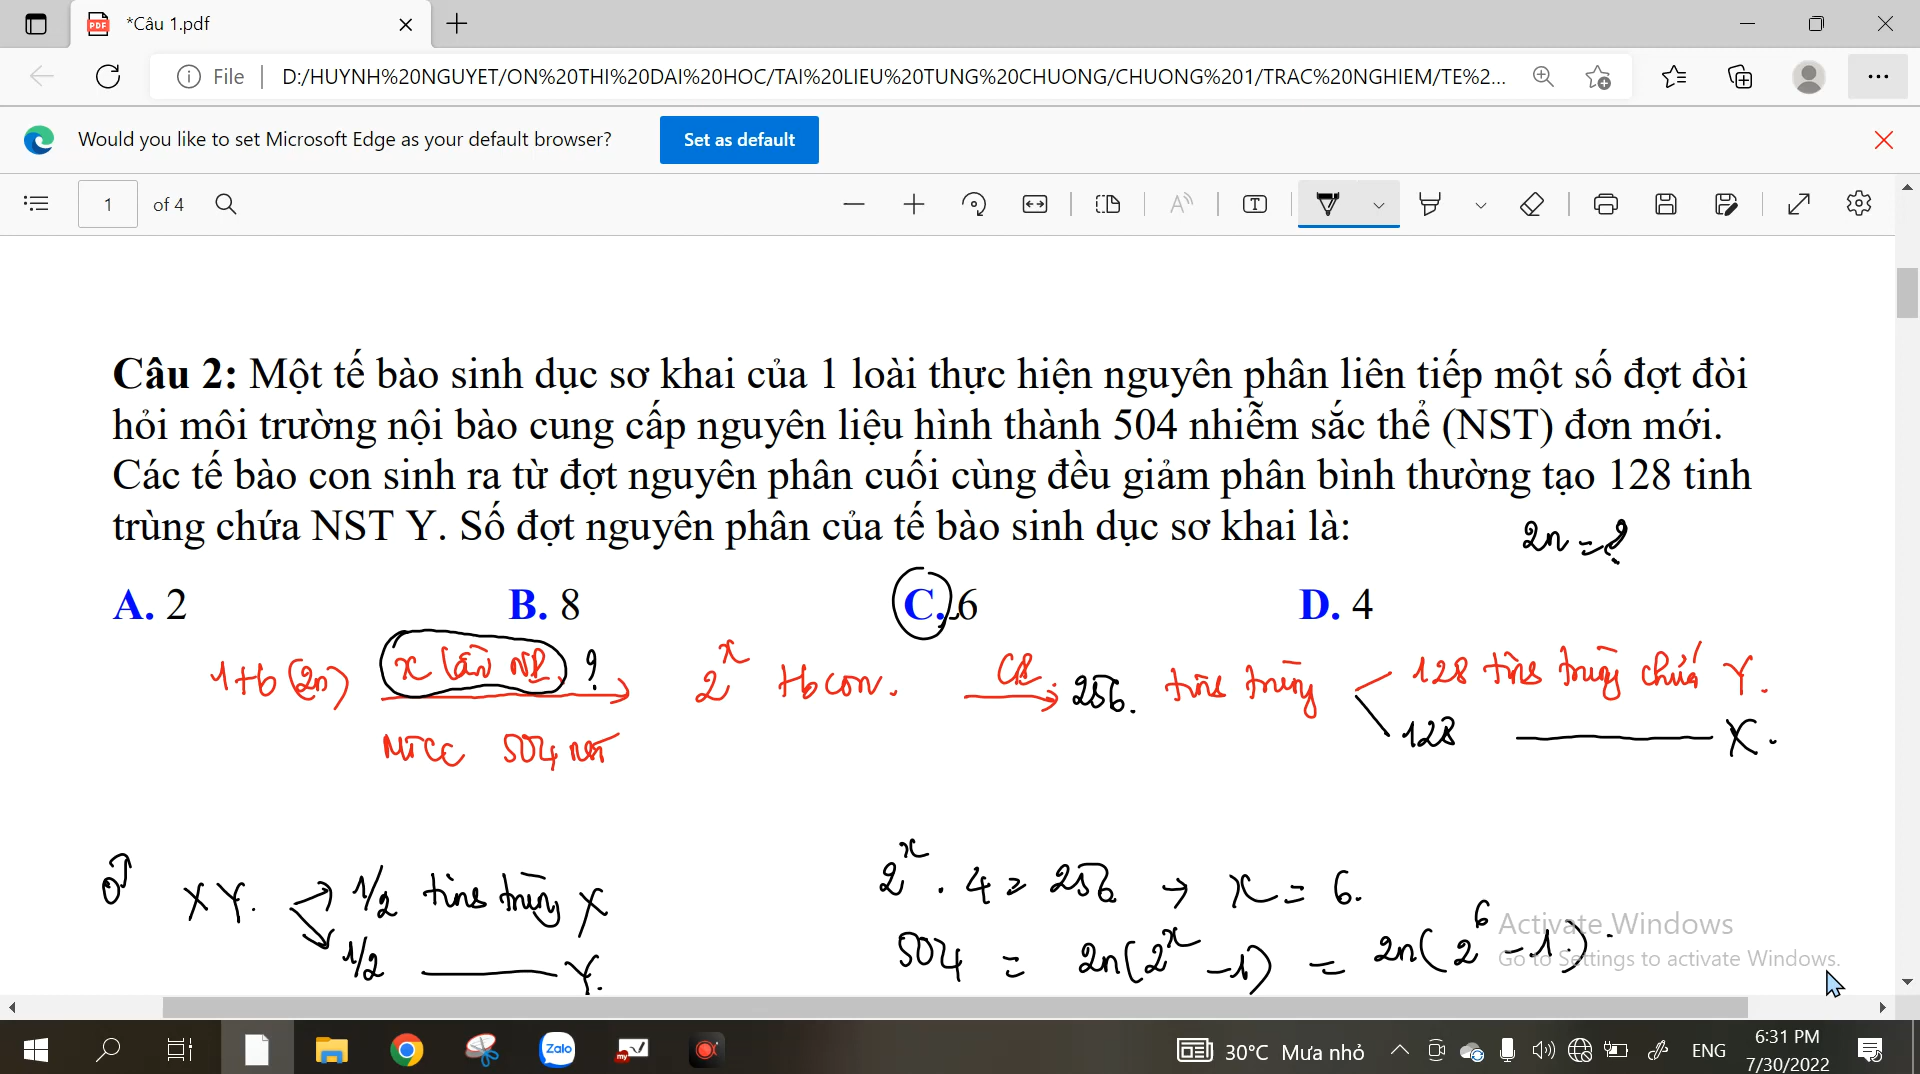 *Câu 1.pdf
File
D:/HUYNH%20NGUYET/ON%20THI%20DAI%20HOC/TAI%20LIEU%20TUNG%20CHUONG/CHUONG%201/TRAC%20NGHIEM/TE%2...
Would you like to set Microsoft Edge as your default browser?
Set as default
1 of 4
Câu 2: Một tế bào sinh dục sơ khai của 1 loài thực hiện nguyên phân liên tiếp một số đợt đòi
hỏi môi trường nội bào cung cấp nguyên liệu hình thành 504 nhiễm sắc thể (NST) đơn mới.
Các tế bào con sinh ra từ đợt nguyên phân cuối cùng đều giảm phân bình thường tạo 128 tinh
trùng chứa NST Y. Số đợt nguyên phân của tế bào sinh dục sơ khai là:
2n = ?
A. 2 B. 8 C. 6 D. 4
1tb (2n) x lần NP ? 2^x tb con. GP. 256. tinh trùng 128 tinh trùng chứa Y.
MTCC 504 NST 128 X.
♂ XY. 1/2 tinh trùng X
1/2 Y.
2^x . 4 = 256 → x = 6.
504 = 2n(2^x - 1) = 2n(2^6 - 1).
Activate Windows
Go to Settings to activate Windows.
Zalo
my
30°C Mưa nhỏ
ENG
6:31 PM
7/30/2022